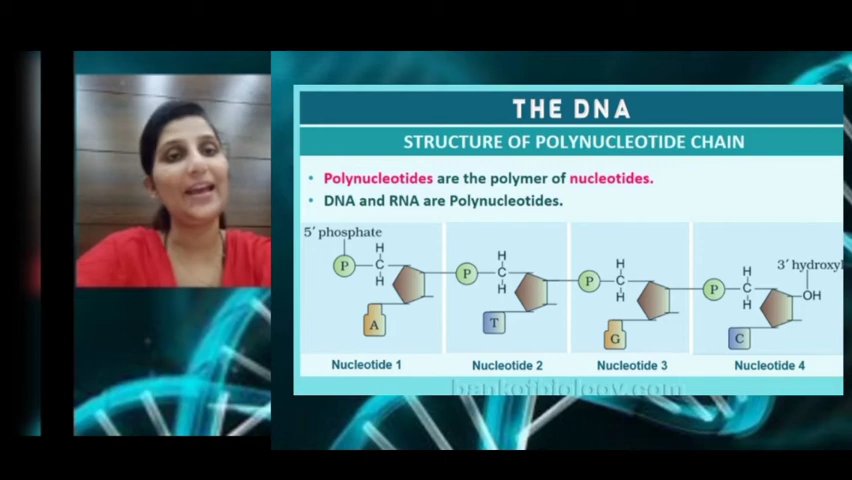 THE DNA
STRUCTURE OF POLYNUCLEOTIDE CHAIN
• Polynucleotides are the polymer of nucleotides.
• DNA and RNA are Polynucleotides.
5′ phosphate
H
P C
H
A
H
P C
H
T
H
P C
H
G
3′ hydroxyl
H
P C OH
H
C
Nucleotide 1 Nucleotide 2 Nucleotide 3 Nucleotide 4